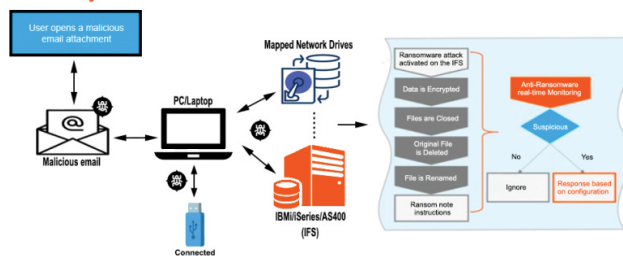 User opens a malicious
email attachment
@
Malicious email
PC/Laptop
Connected
Mapped Network Drives
IBMi/iSeries/AS400
(IFS)
Ransomware attack
activated on the IFS
Data is Encrypted
Files are Closed
Original File
is Deleted
File is Renamed
Ransom note
instructions
Anti-Ransomware
real-time Monitoring
Suspicious
No
Yes
Ignore
Response based
on configuration